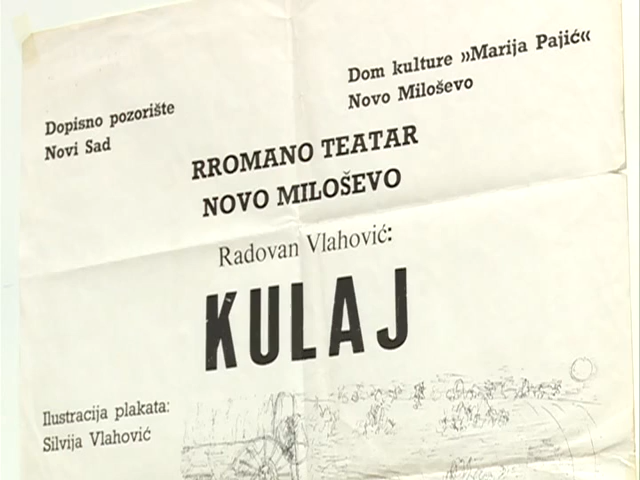 Dopisno pozorište
Novi Sad
Dom kulture »Marija Pajić«
Novo Miloševo
RROMANO TEATAR
NOVO MILOŠEVO
Radovan Vlahović:
KULAJ
Ilustracija plakata:
Silvija Vlahović